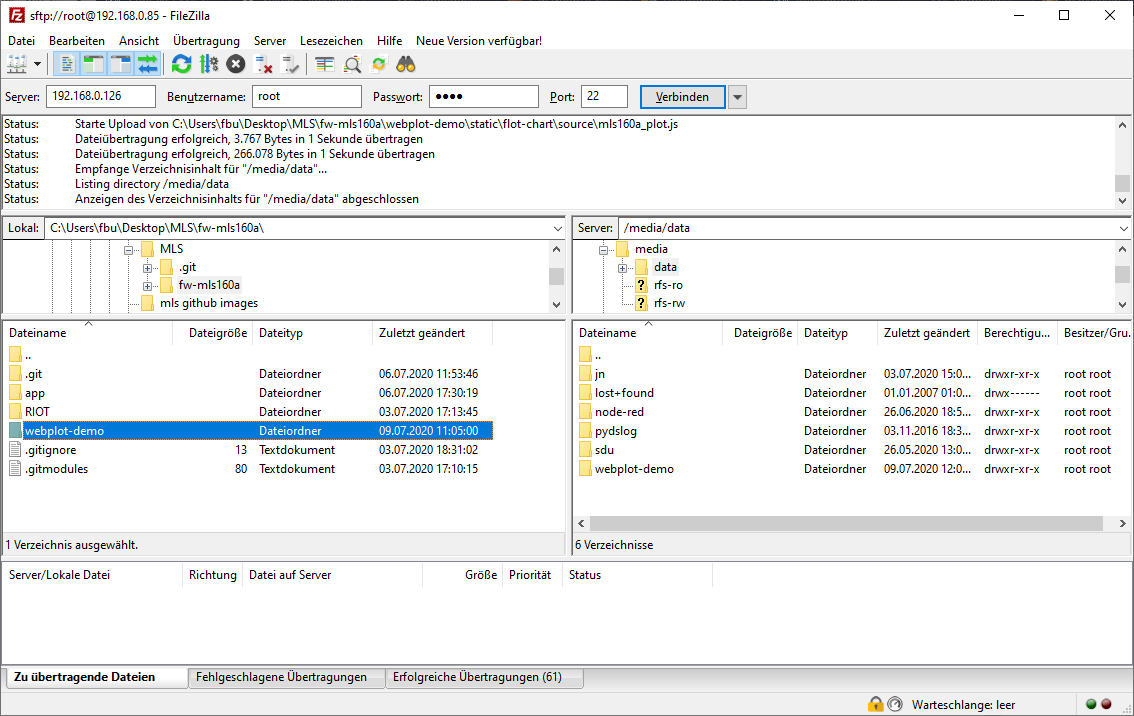 sftp://root@192.168.0.85 - FileZilla
Datei Bearbeiten Ansicht Übertragung Server Lesezeichen Hilfe Neue Version verfügbar!
Server: 192.168.0.126 Benutzername: root Passwort: ●●●● Port: 22 Verbinden
Status: Starte Upload von C:\Users\fbu\Desktop\MLS\fw-mls160a\webplot-demo\static\flot-chart\source\mls160a_plot.js
Status: Dateiübertragung erfolgreich, 3.767 Bytes in 1 Sekunde übertragen
Status: Dateiübertragung erfolgreich, 266.078 Bytes in 1 Sekunde übertragen
Status: Empfange Verzeichnisinhalt für "/media/data"...
Status: Listing directory /media/data
Status: Anzeigen des Verzeichnisinhalts für "/media/data" abgeschlossen
Lokal: C:\Users\fbu\Desktop\MLS\fw-mls160a\
MLS
.git
fw-mls160a
mls github images
Dateiname Dateigröße Dateityp Zuletzt geändert
..
.git Dateiordner 06.07.2020 11:53:46
app Dateiordner 06.07.2020 17:30:19
RIOT Dateiordner 03.07.2020 17:13:45
webplot-demo Dateiordner 09.07.2020 11:05:00
.gitignore 13 Textdokument 03.07.2020 18:31:02
.gitmodules 80 Textdokument 03.07.2020 17:10:15
1 Verzeichnis ausgewählt.
Server: /media/data
media
data
? rfs-ro
? rfs-rw
Dateiname Dateigröße Dateityp Zuletzt geändert Berechtigu... Besitzer/Gru...
..
jn Dateiordner 03.07.2020 15:0... drwxr-xr-x root root
lost+found Dateiordner 01.01.2007 01:0... drwx------ root root
node-red Dateiordner 26.06.2020 18:5... drwxr-xr-x root root
pydslog Dateiordner 03.11.2016 18:3... drwxr-xr-x root root
sdu Dateiordner 26.05.2020 13:0... drwxr-xr-x root root
webplot-demo Dateiordner 09.07.2020 12:0... drwxr-xr-x root root
6 Verzeichnisse
Server/Lokale Datei Richtung Datei auf Server Größe Priorität Status
Zu übertragende Dateien Fehlgeschlagene Übertragungen Erfolgreiche Übertragungen (61)
Warteschlange: leer